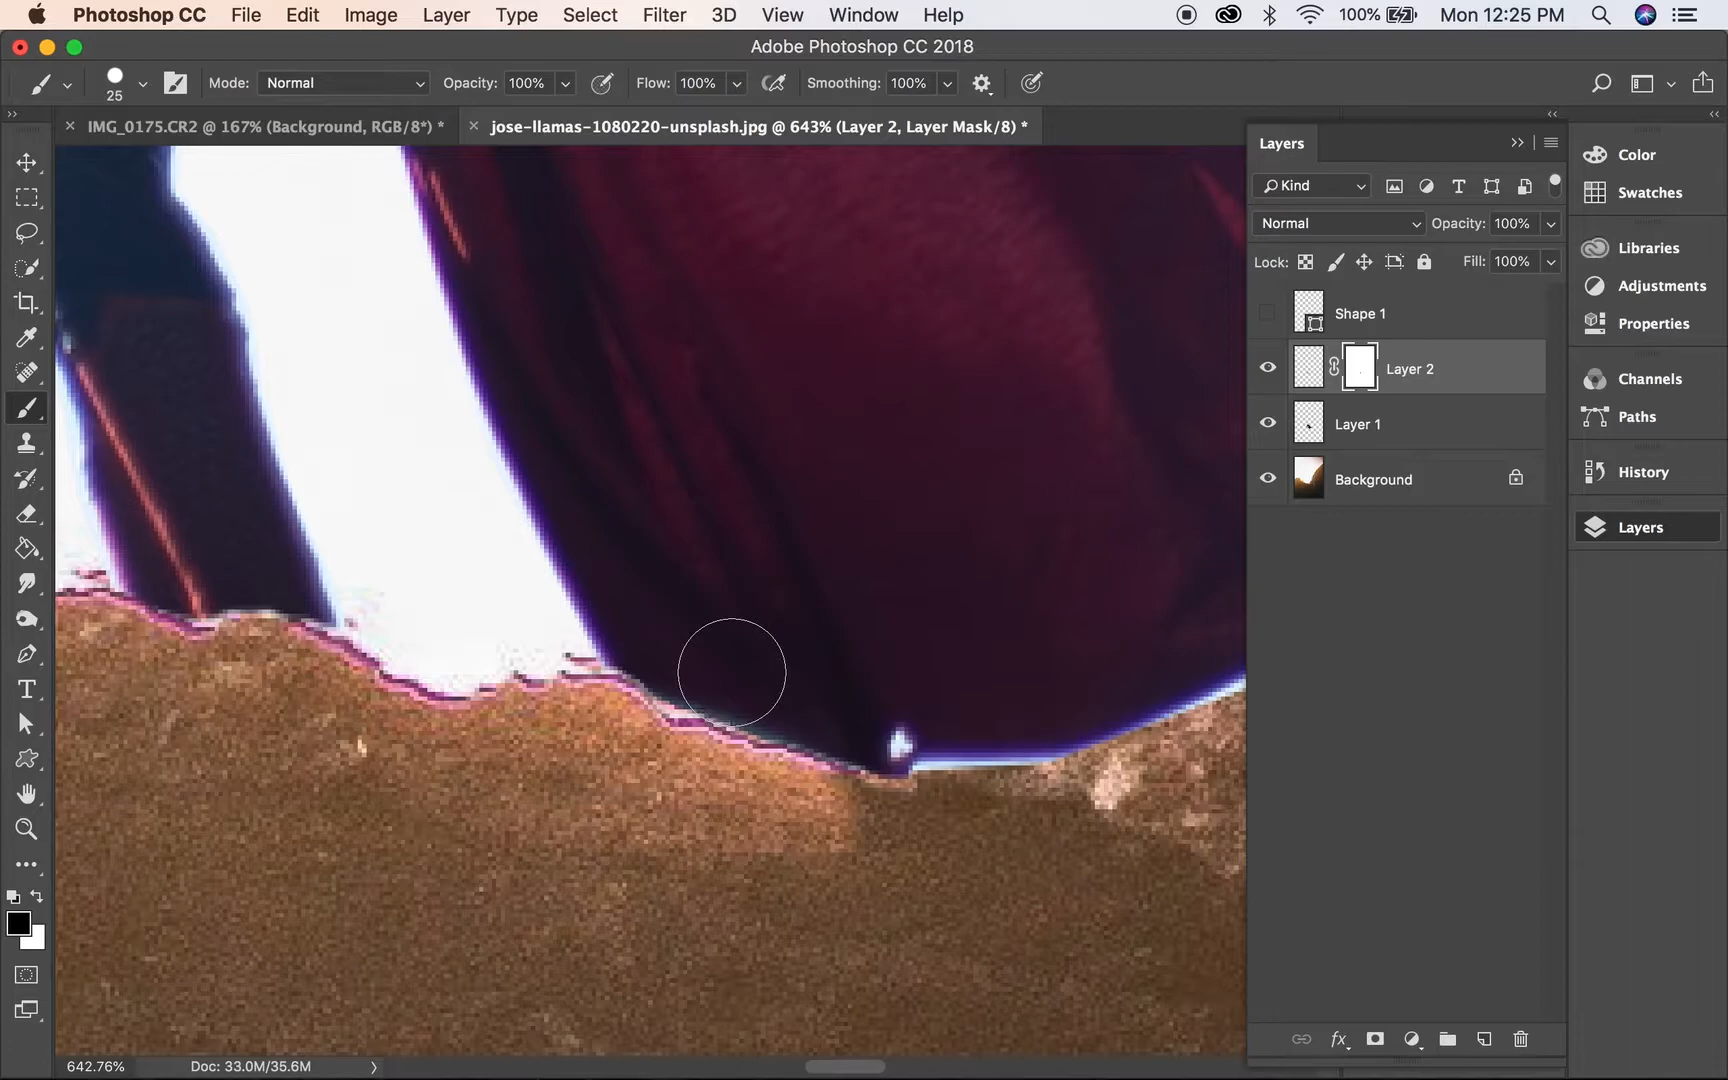 Photoshop CC File Edit Image Layer Type Select Filter 3D View Window Help 100% Mon 12:25 PM
Adobe Photoshop CC 2018
25 Mode: Normal Opacity: 100% Flow: 100% Smoothing: 100%
IMG_0175.CR2 @ 167% (Background, RGB/8*) * jose-llamas-1080220-unsplash.jpg @ 643% (Layer 2, Layer Mask/8) *
Layers
Kind
Normal Opacity: 100%
Lock: Fill: 100%
Shape 1
Layer 2
Layer 1
Background
Color
Swatches
Libraries
Adjustments
Properties
Channels
Paths
History
Layers
fx
642.76% Doc: 33.0M/35.6M